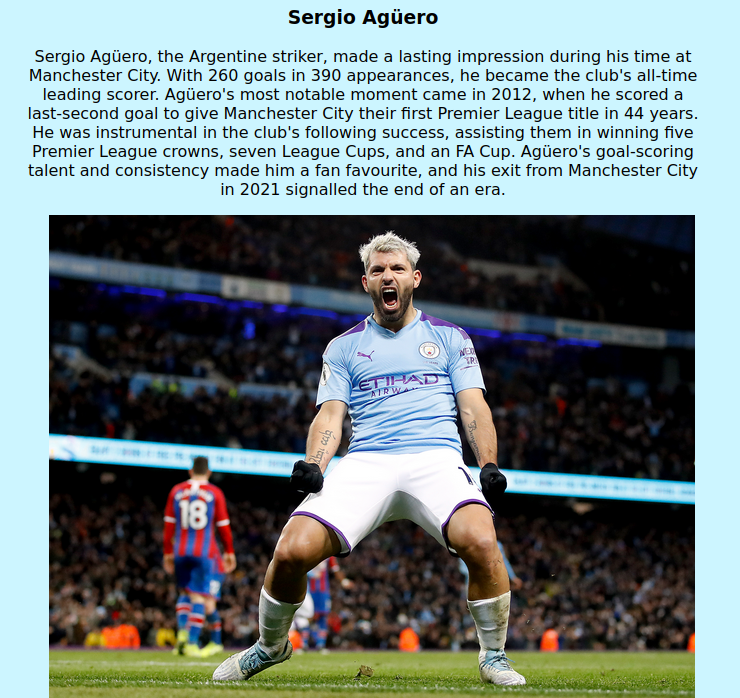 Sergio Agüero
Sergio Agüero, the Argentine striker, made a lasting impression during his time at
Manchester City. With 260 goals in 390 appearances, he became the club's all-time
leading scorer. Agüero's most notable moment came in 2012, when he scored a
last-second goal to give Manchester City their first Premier League title in 44 years.
He was instrumental in the club's following success, assisting them in winning five
Premier League crowns, seven League Cups, and an FA Cup. Agüero's goal-scoring
talent and consistency made him a fan favourite, and his exit from Manchester City
in 2021 signalled the end of an era.
ETIHAD
AIRWAYS
18